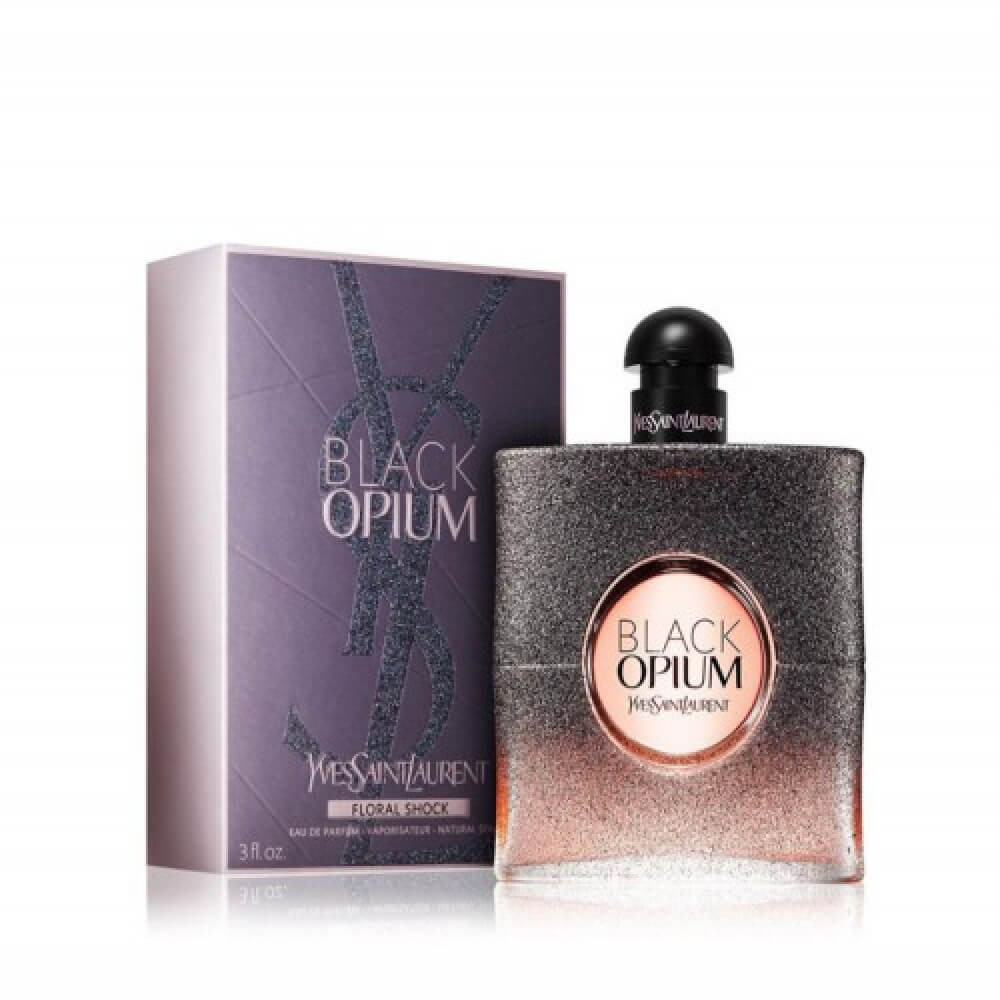 BLACK
OPIUM
YVESSAINTLAURENT
FLORAL SHOCK
EAU DE PARFUM - VAPORISATEUR - NATURAL
3 fl. oz.
YVESSAINTLAURENT
BLACK
OPIUM
YVESSAINTLAURENT